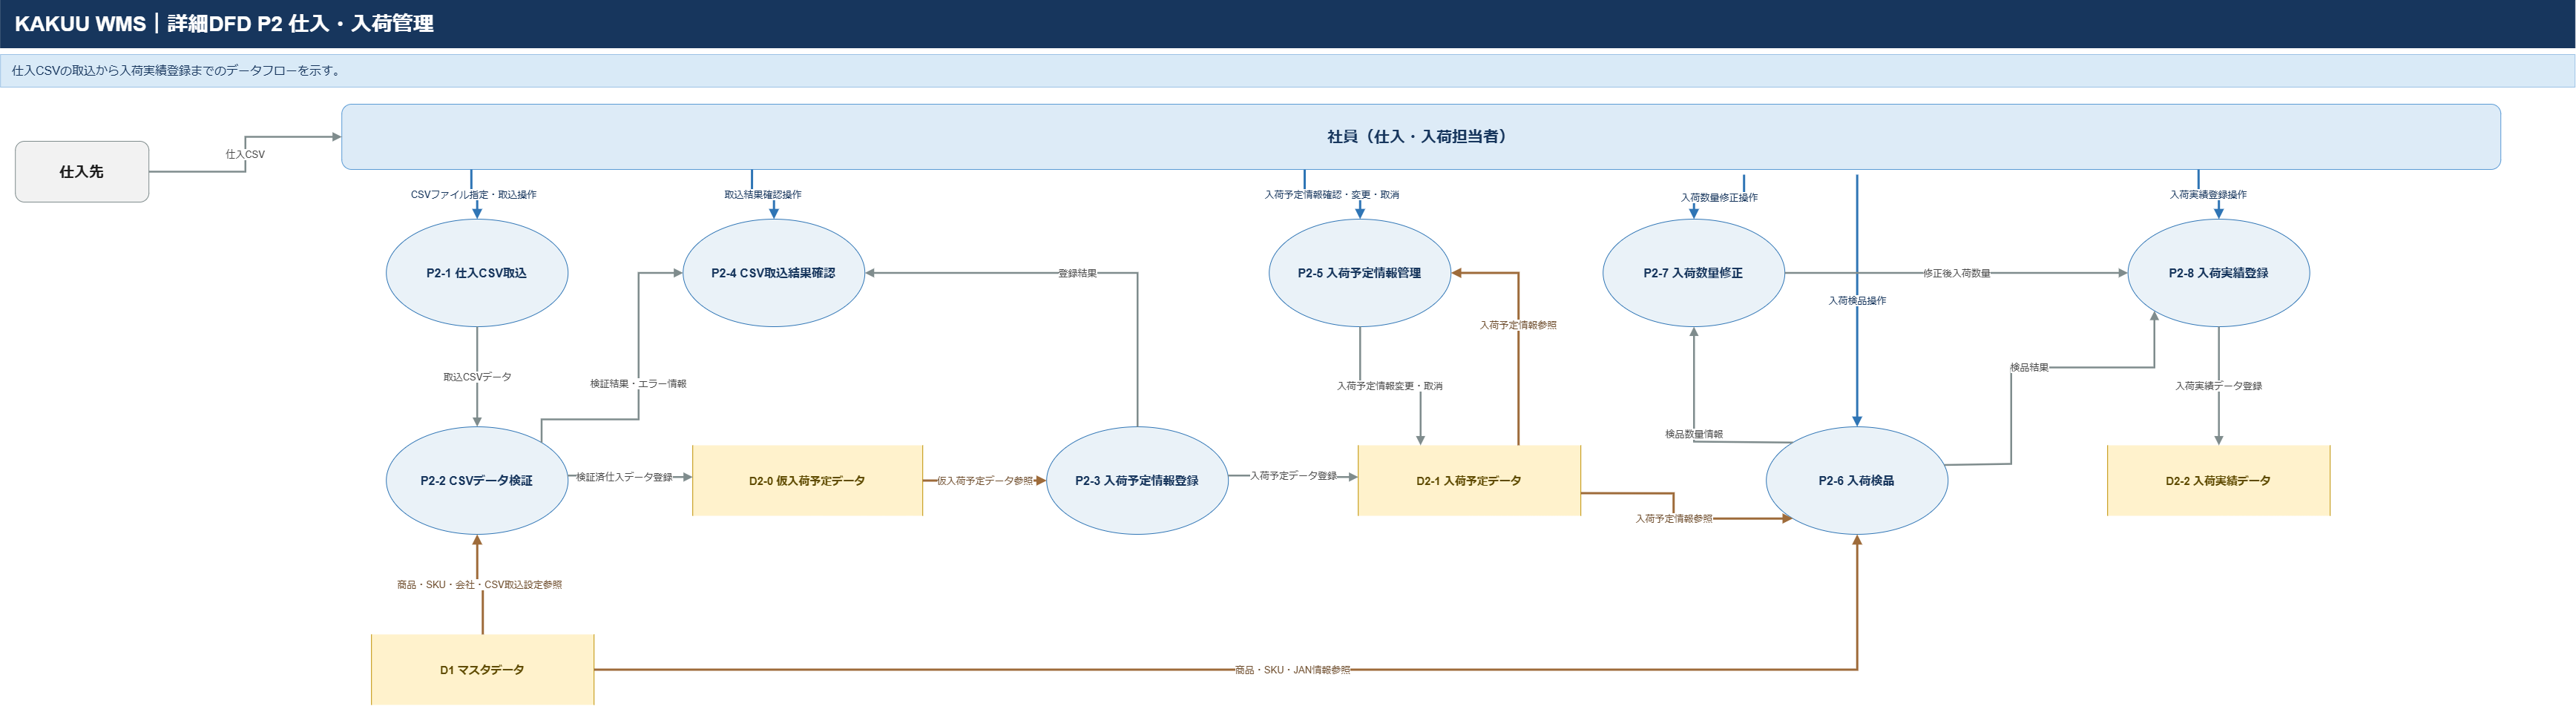 KAKUU WMS｜詳細DFD P2 仕入・入荷管理
仕入CSVの取込から入荷実績登録までのデータフローを示す。
社員（仕入・入荷担当者）
仕入先
仕入CSV
CSVファイル指定・取込操作
取込結果確認操作
入荷予定情報確認・変更・取消
入荷数量修正操作
入荷実績登録操作
P2-1 仕入CSV取込
P2-4 CSV取込結果確認
登録結果
P2-5 入荷予定情報管理
P2-7 入荷数量修正
修正後入荷数量
P2-8 入荷実績登録
入荷検品操作
入荷予定情報参照
検品結果
取込CSVデータ
検証結果・エラー情報
入荷予定情報変更・取消
入荷実績データ登録
検品数量情報
P2-2 CSVデータ検証
検証済仕入データ登録
D2-0 仮入荷予定データ
仮入荷予定データ参照
P2-3 入荷予定情報登録
入荷予定データ登録
D2-1 入荷予定データ
P2-6 入荷検品
D2-2 入荷実績データ
入荷予定情報参照
商品・SKU・会社・CSV取込設定参照
D1 マスタデータ
商品・SKU・JAN情報参照